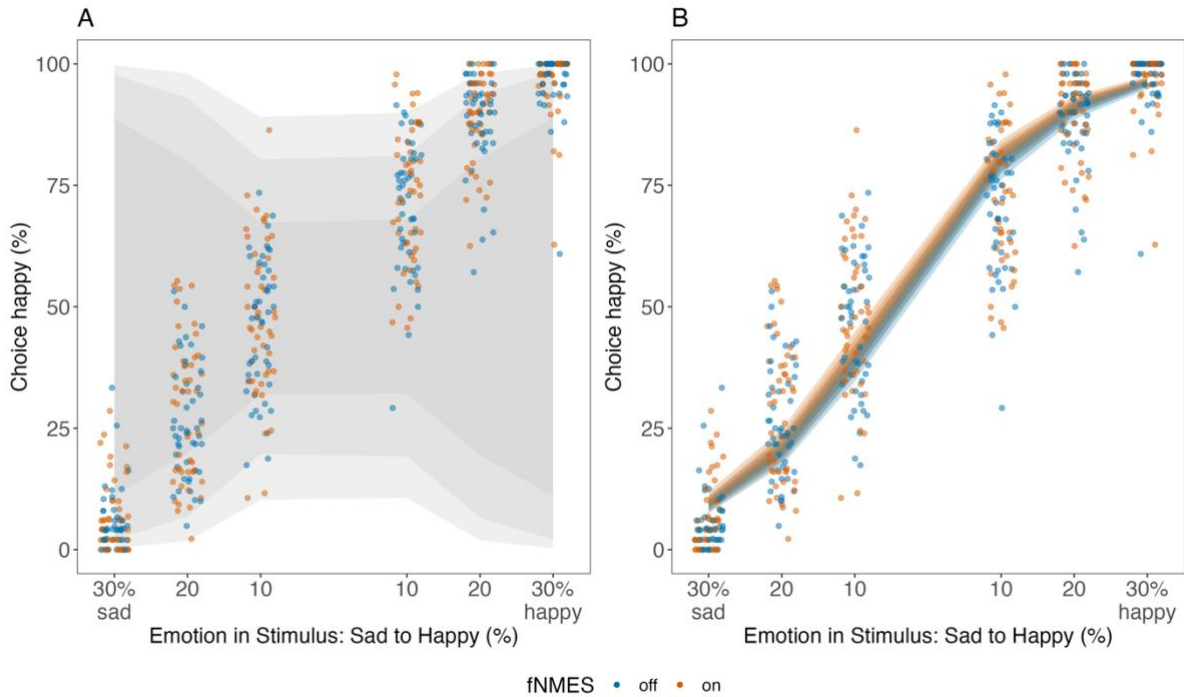 A
B
Choice happy (%)
100
75
50
25
0
30% 20 10 10 20 30%
sad happy
Emotion in Stimulus: Sad to Happy (%)
Choice happy (%)
100
75
50
25
0
30% 20 10 10 20 30%
sad happy
Emotion in Stimulus: Sad to Happy (%)
fNMES off on